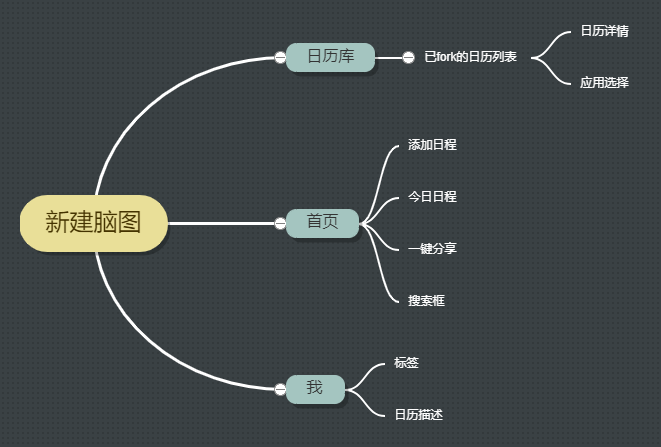 新建脑图
日历库
已fork的日历列表
日历详情
应用选择
首页
添加日程
今日日程
一键分享
搜索框
我
标签
日历描述